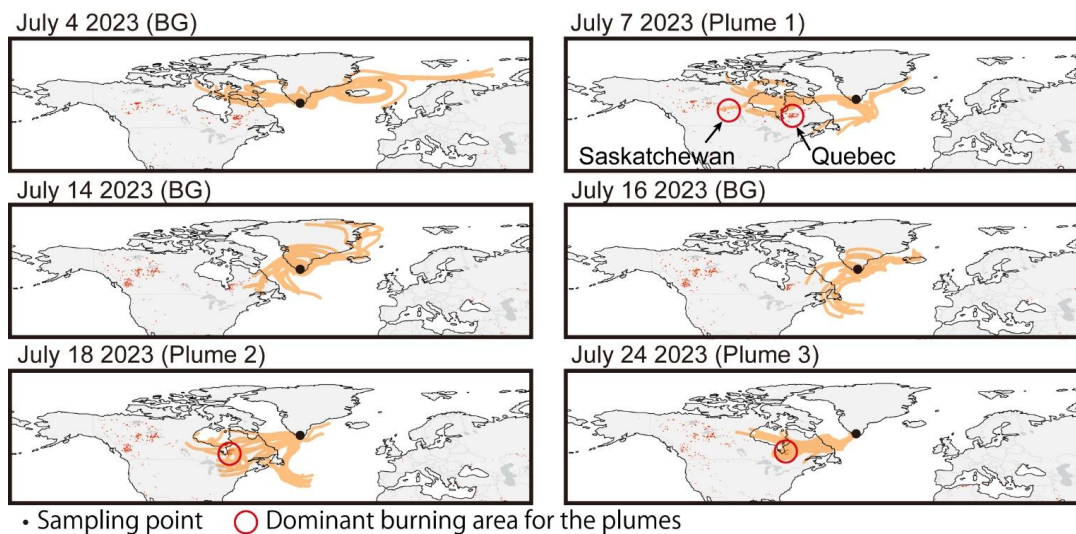 July 4 2023 (BG)
July 7 2023 (Plume 1)
Saskatchewan
Quebec
July 14 2023 (BG)
July 16 2023 (BG)
July 18 2023 (Plume 2)
July 24 2023 (Plume 3)
• Sampling point
Dominant burning area for the plumes